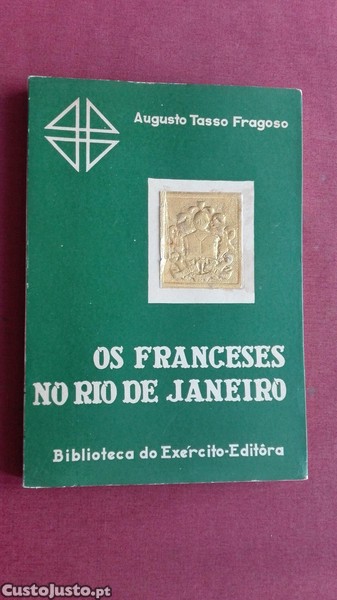 Augusto Tasso Fragoso
OS FRANCESES
NO RIO DE JANEIRO
Biblioteca do Exército-Editôra
CustoJusto.pt